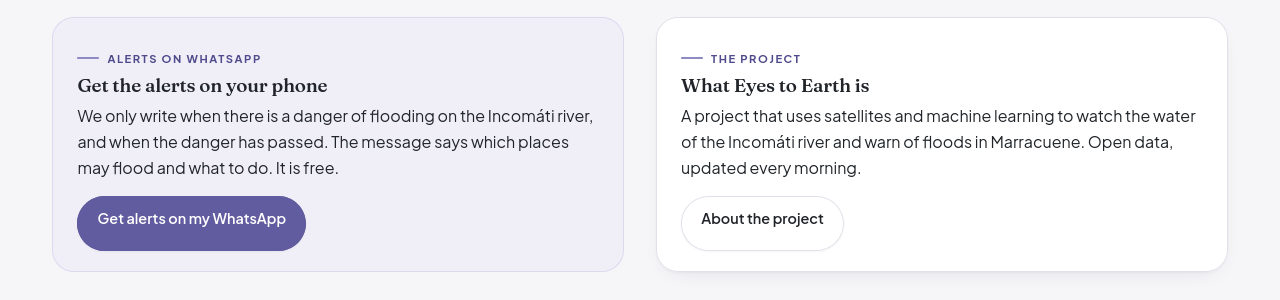 ALERTS ON WHATSAPP
Get the alerts on your phone
We only write when there is a danger of flooding on the Incomáti river,
and when the danger has passed. The message says which places
may flood and what to do. It is free.
Get alerts on my WhatsApp
THE PROJECT
What Eyes to Earth is
A project that uses satellites and machine learning to watch the water
of the Incomáti river and warn of floods in Marracuene. Open data,
updated every morning.
About the project